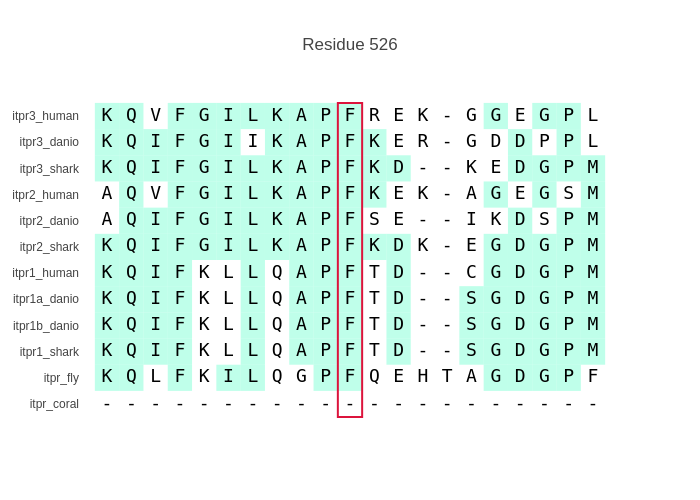 Residue 526
itpr3_human K Q V F G I L K A P F R E K - G G E G P L
itpr3_danio K Q I F G I I K A P F K E R - G D D P P L
itpr3_shark K Q I F G I L K A P F K D - - K E D G P M
itpr2_human A Q V F G I L K A P F K E K - A G E G S M
itpr2_danio A Q I F G I L K A P F S E - - I K D S P M
itpr2_shark K Q I F G I L K A P F K D K - E G D G P M
itpr1_human K Q I F K L L Q A P F T D - - C G D G P M
itpr1a_danio K Q I F K L L Q A P F T D - - S G D G P M
itpr1b_danio K Q I F K L L Q A P F T D - - S G D G P M
itpr1_shark K Q I F K L L Q A P F T D - - S G D G P M
itpr_fly K Q L F K I L Q G P F Q E H T A G D G P F
itpr_coral - - - - - - - - - - - - - - - - - - - - -